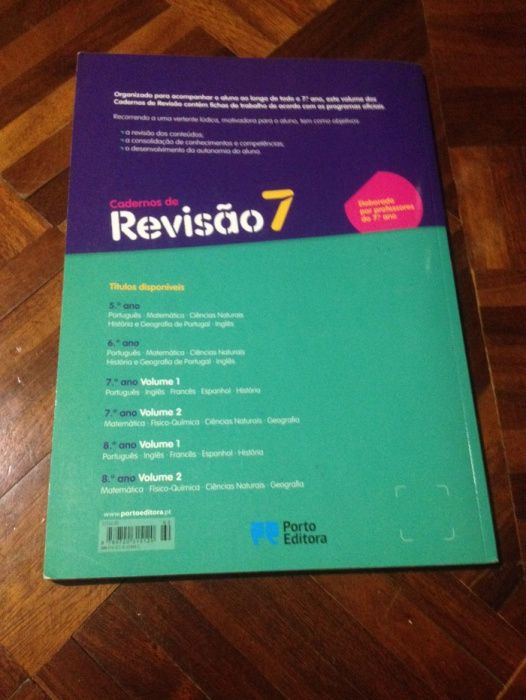 Organizado para acompanhar o aluno ao longo de todo o 7.º ano, este volume dos
Cadernos de Revisão contém fichas de trabalho de acordo com os programas oficiais.
Recorrendo a uma vertente lúdica, motivadora para o aluno, tem como objetivos:
a revisão dos conteúdos;
a consolidação de conhecimentos e competências;
o desenvolvimento da autonomia do aluno.
Cadernos de
Revisão 7
Elaborado
por professores
do 7.º ano
Títulos disponíveis
5.º ano
Português · Matemática · Ciências Naturais
História e Geografia de Portugal · Inglês
6.º ano
Português · Matemática · Ciências Naturais
História e Geografia de Portugal · Inglês
7.º ano Volume 1
Português · Inglês · Francês · Espanhol · História
7.º ano Volume 2
Matemática · Físico-Química · Ciências Naturais · Geografia
8.º ano Volume 1
Português · Inglês · Francês · Espanhol · História
8.º ano Volume 2
Matemática · Físico-Química · Ciências Naturais · Geografia
www.portoeditora.pt
Porto
Editora